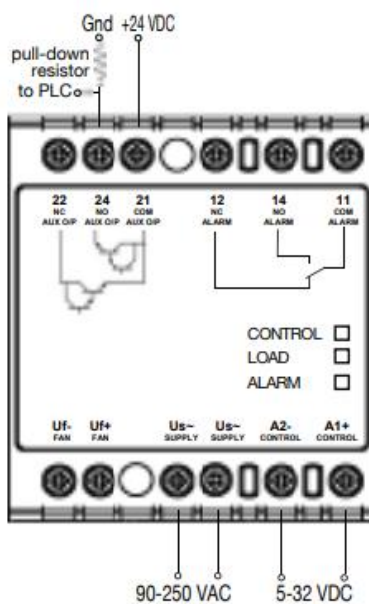 Gnd +24 VDC
pull-down
resistor
to PLC
22 24 21 12 14 11
NC NO COM NC NO COM
AUX O/P AUX O/P AUX O/P ALARM ALARM ALARM
CONTROL
LOAD
ALARM
Uf- Uf+ Us~ Us~ A2- A1+
FAN FAN SUPPLY SUPPLY CONTROL CONTROL
90-250 VAC 5-32 VDC